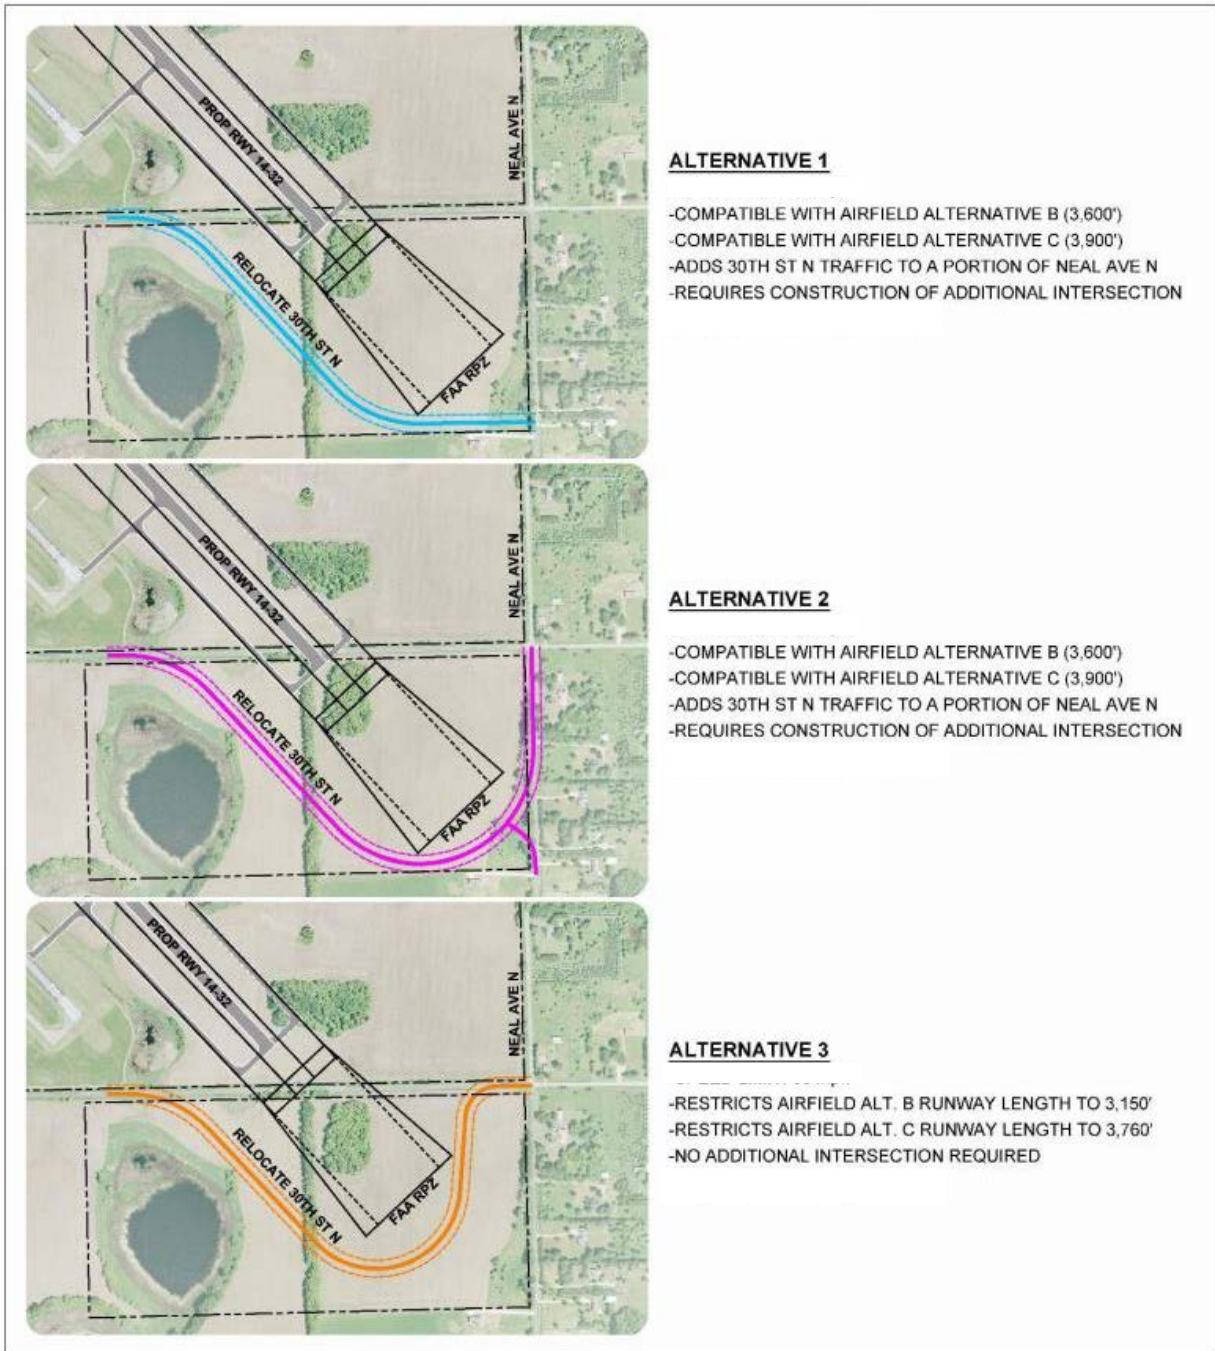 NEAL AVE N
PROP RWY 14-32
RELOCATE 30TH ST N
FAA RPZ
ALTERNATIVE 1
-COMPATIBLE WITH AIRFIELD ALTERNATIVE B (3,600')
-COMPATIBLE WITH AIRFIELD ALTERNATIVE C (3,900')
-ADDS 30TH ST N TRAFFIC TO A PORTION OF NEAL AVE N
-REQUIRES CONSTRUCTION OF ADDITIONAL INTERSECTION
NEAL AVE N
PROP RWY 14-32
RELOCATE 30TH ST N
FAA RPZ
ALTERNATIVE 2
-COMPATIBLE WITH AIRFIELD ALTERNATIVE B (3,600')
-COMPATIBLE WITH AIRFIELD ALTERNATIVE C (3,900')
-ADDS 30TH ST N TRAFFIC TO A PORTION OF NEAL AVE N
-REQUIRES CONSTRUCTION OF ADDITIONAL INTERSECTION
NEAL AVE N
PROP RWY 14-32
RELOCATE 30TH ST N
FAA RPZ
ALTERNATIVE 3
-RESTRICTS AIRFIELD ALT. B RUNWAY LENGTH TO 3,150'
-RESTRICTS AIRFIELD ALT. C RUNWAY LENGTH TO 3,760'
-NO ADDITIONAL INTERSECTION REQUIRED